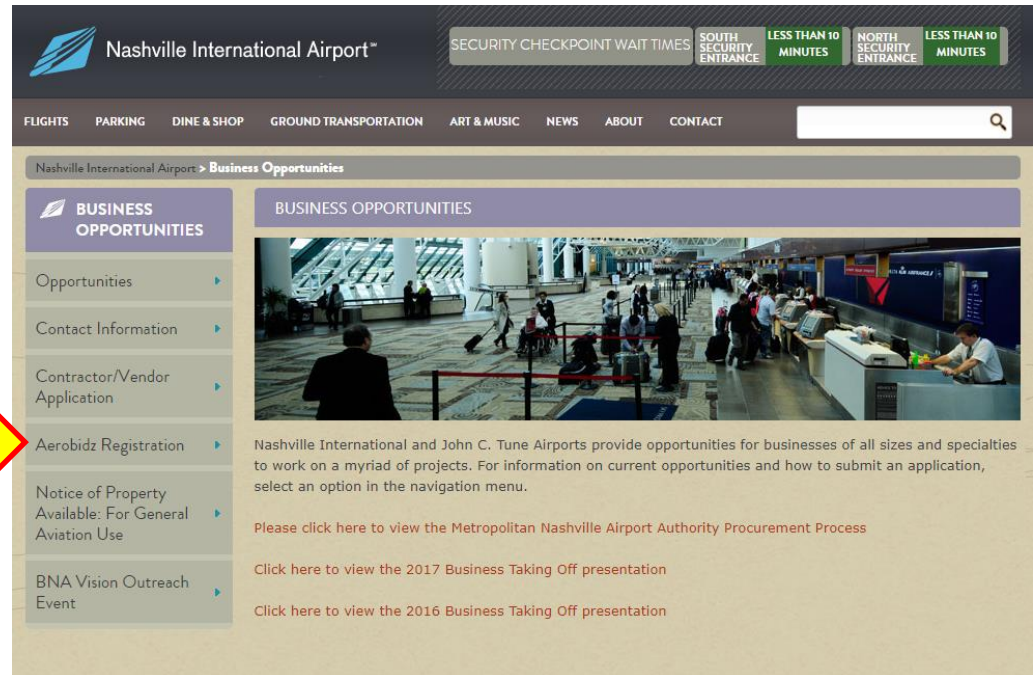 Nashville International Airport™
SECURITY CHECKPOINT WAIT TIMES
SOUTH
SECURITY
ENTRANCE
LESS THAN 10
MINUTES
NORTH
SECURITY
ENTRANCE
LESS THAN 10
MINUTES
FLIGHTS PARKING DINE & SHOP GROUND TRANSPORTATION ART & MUSIC NEWS ABOUT CONTACT
Nashville International Airport > Business Opportunities
BUSINESS
OPPORTUNITIES
Opportunities
Contact Information
Contractor/Vendor
Application
Aerobidz Registration
Notice of Property
Available: For General
Aviation Use
BNA Vision Outreach
Event
BUSINESS OPPORTUNITIES
Nashville International and John C. Tune Airports provide opportunities for businesses of all sizes and specialties
to work on a myriad of projects. For information on current opportunities and how to submit an application,
select an option in the navigation menu.
Please click here to view the Metropolitan Nashville Airport Authority Procurement Process
Click here to view the 2017 Business Taking Off presentation
Click here to view the 2016 Business Taking Off presentation